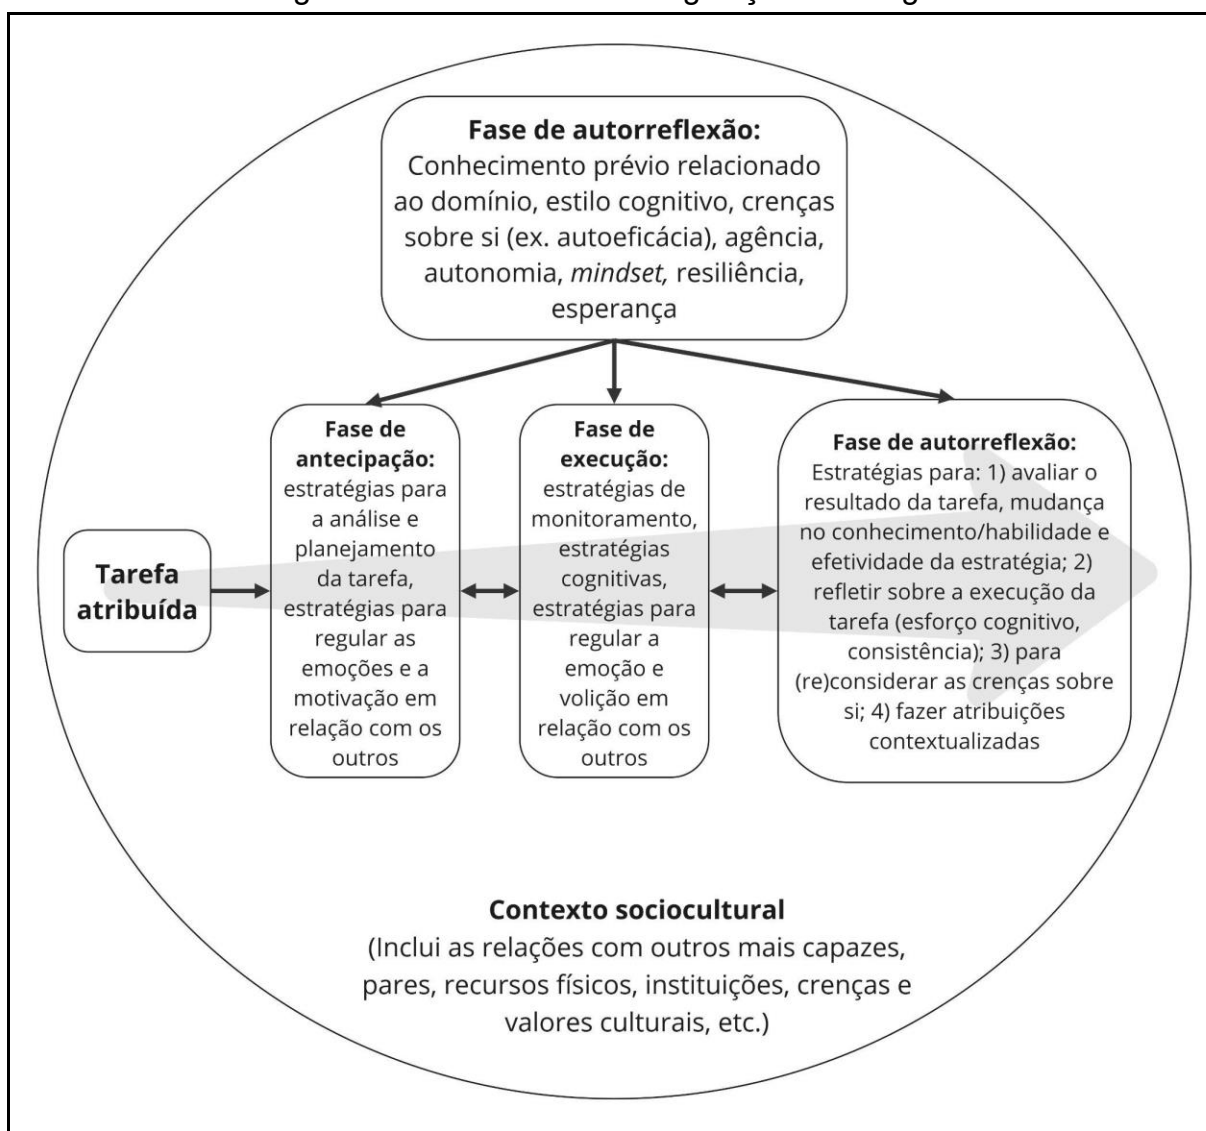 Fase de autorreflexão:
Conhecimento prévio relacionado
ao domínio, estilo cognitivo, crenças
sobre si (ex. autoeficácia), agência,
autonomia, mindset, resiliência,
esperança
Tarefa
atribuída
Fase de
antecipação:
estratégias para
a análise e
planejamento
da tarefa,
estratégias para
regular as
emoções e a
motivação em
relação com os
outros
Fase de
execução:
estratégias de
monitoramento,
estratégias
cognitivas,
estratégias para
regular a
emoção e
volição em
relação com os
outros
Fase de autorreflexão:
Estratégias para: 1) avaliar o
resultado da tarefa, mudança
no conhecimento/habilidade e
efetividade da estratégia; 2)
refletir sobre a execução da
tarefa (esforço cognitivo,
consistência); 3) para
(re)considerar as crenças sobre
si; 4) fazer atribuições
contextualizadas
Contexto sociocultural
(Inclui as relações com outros mais capazes,
pares, recursos físicos, instituições, crenças e
valores culturais, etc.)